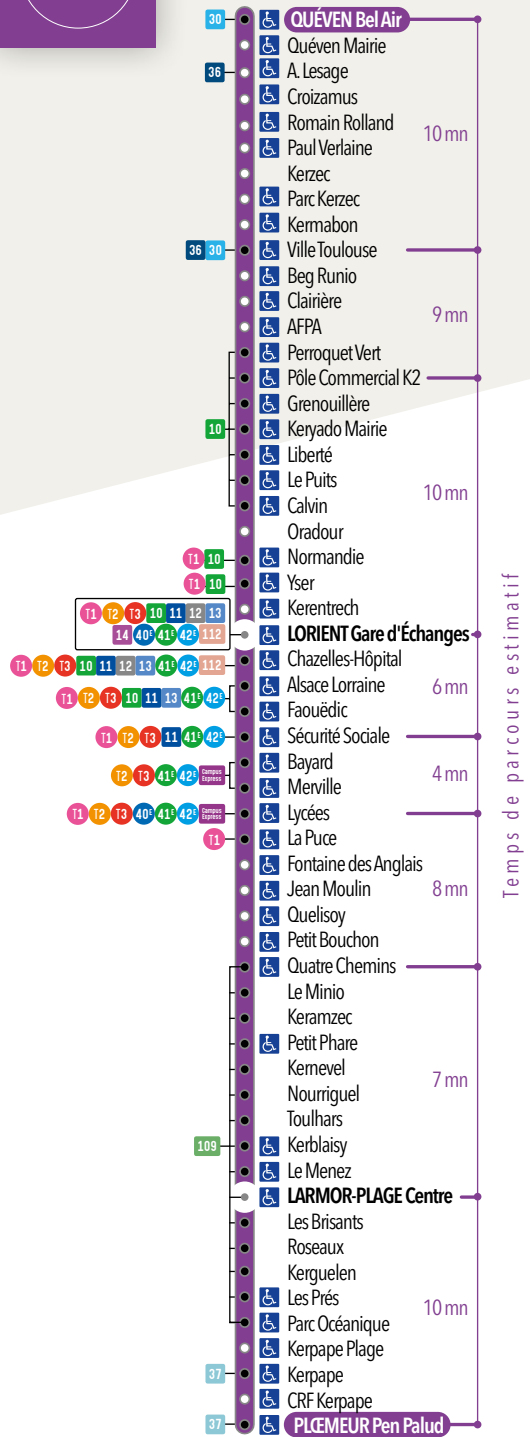 30 QUÉVEN Bel Air
Quéven Mairie
36 A. Lesage
Croizamus
Romain Rolland
10 mn
Paul Verlaine
Kerzec
Parc Kerzec
Kermabon
36 30 Ville Toulouse
Beg Runio
Clairière
9 mn
AFPA
Perroquet Vert
Pôle Commercial K2
Grenouillère
10 Keryado Mairie
Liberté
Le Puits
10 mn
Calvin
Oradour
T1 10 Normandie
T1 10 Yser
T1 T2 T3 10 11 12 13 Kerentrech
14 40E 41E 42E 112 LORIENT Gare d'Échanges
T1 T2 T3 10 11 12 13 41E 42E 112 Chazelles-Hôpital
T1 T2 T3 10 11 13 41E 42E Alsace Lorraine
6 mn
Faouëdic
T1 T2 T3 11 41E 42E Sécurité Sociale
Bayard
T2 T3 41E 42E Campus Express
4 mn
Merville
T1 T2 T3 40E 41E 42E Campus Express Lycées
T1 La Puce
Fontaine des Anglais
Jean Moulin 8 mn
Quelisoy
Petit Bouchon
Quatre Chemins
Le Minio
Keramzec
Petit Phare
Kernevel
7 mn
Nourriguel
Toulhars
109 Kerblaisy
Le Menez
LARMOR-PLAGE Centre
Les Brisants
Roseaux
Kerguelen
Les Prés
10 mn
Parc Océanique
Kerpape Plage
37 Kerpape
CRF Kerpape
37 PLŒMEUR Pen Palud
Temps de parcours estimatif